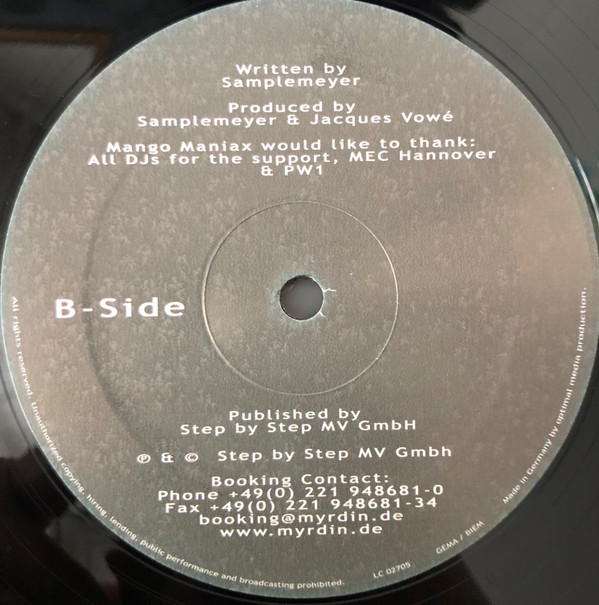 Written by
Samplemeyer
Produced by
Samplemeyer & Jacques Vowé
Mango Maniax would like to thank:
All DJs for the support, MEC Hannover
& PW1
B-Side
Published by
Step by Step MV GmbH
℗ & © Step by Step MV Gmbh
Booking Contact:
Phone +49(0) 221 948681-0
Fax +49(0) 221 948681-34
booking@myrdin.de
www.myrdin.de
All rights reserved. Unauthorized copying, hiring, lending, public performance and broadcasting prohibited.
LC 02705
GEMA / BIEM
Made in Germany by optimal media production.